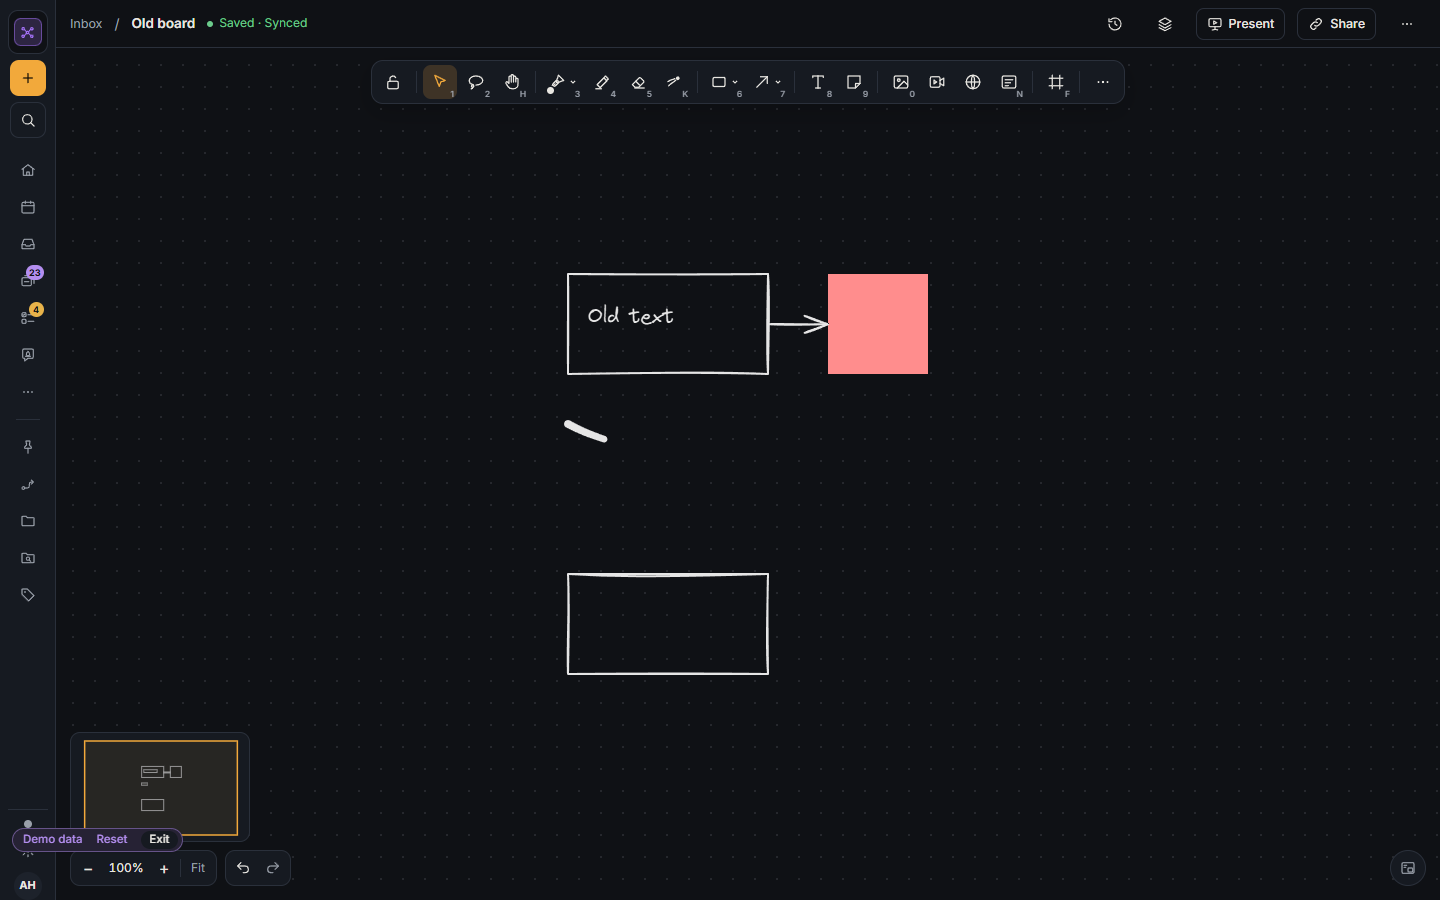 Inbox / Old board Saved · Synced
Present
Share
1 2 H 3 4 5 K 6 7 8 9 0 N F
23
4
Old text
Demo data Reset Exit
− 100% + Fit
AH